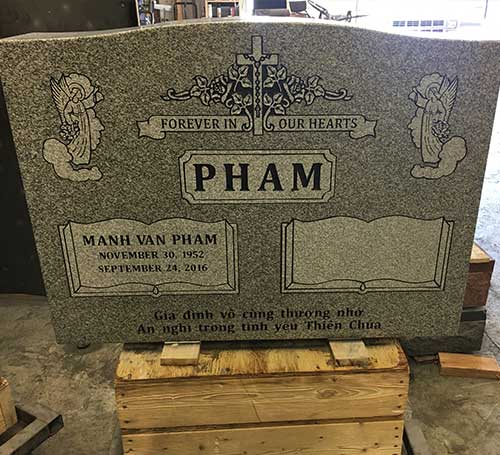 FOREVER IN OUR HEARTS
PHAM
MANH VAN PHAM
NOVEMBER 30, 1952
SEPTEMBER 24, 2016
Gia đình vô cùng thương nhớ
An nghỉ trong tình yêu Thiên Chúa